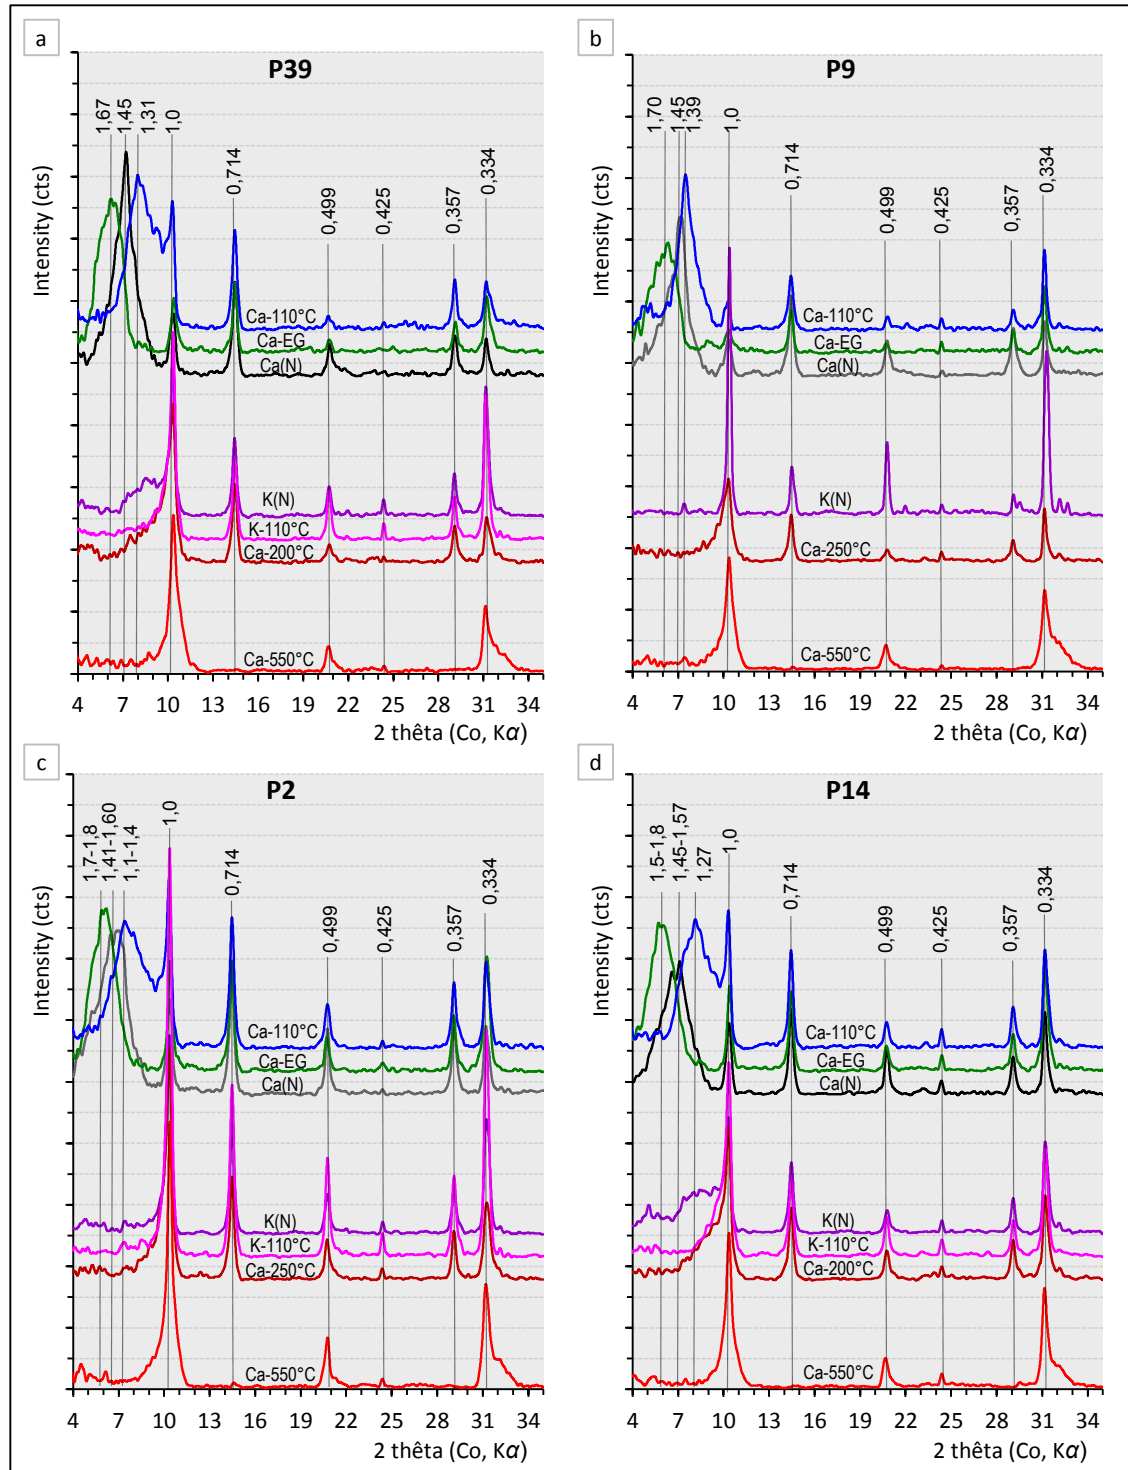 a
P39
1,67
1,45
1,31
1,0
0,714
0,499
0,425
0,357
0,334
Intensity (cts)
Ca-110°C
Ca-EG
Ca(N)
K(N)
K-110°C
Ca-200°C
Ca-550°C
4 7 10 13 16 19 22 25 28 31 34
2 thêta (Co, Kα)
b
P9
1,70
1,45
1,39
1,0
0,714
0,499
0,425
0,357
0,334
Intensity (cts)
Ca-110°C
Ca-EG
Ca(N)
K(N)
Ca-250°C
Ca-550°C
4 7 10 13 16 19 22 25 28 31 34
2 thêta (Co, Kα)
c
P2
1,7-1,8
1,41-1,60
1,1-1,4
1,0
0,714
0,499
0,425
0,357
0,334
Intensity (cts)
Ca-110°C
Ca-EG
Ca(N)
K(N)
K-110°C
Ca-250°C
Ca-550°C
4 7 10 13 16 19 22 25 28 31 34
2 thêta (Co, Kα)
d
P14
1,5-1,8
1,45-1,57
1,27
1,0
0,714
0,499
0,425
0,357
0,334
Intensity (cts)
Ca-110°C
Ca-EG
Ca(N)
K(N)
K-110°C
Ca-200°C
Ca-550°C
4 7 10 13 16 19 22 25 28 31 34
2 thêta (Co, Kα)